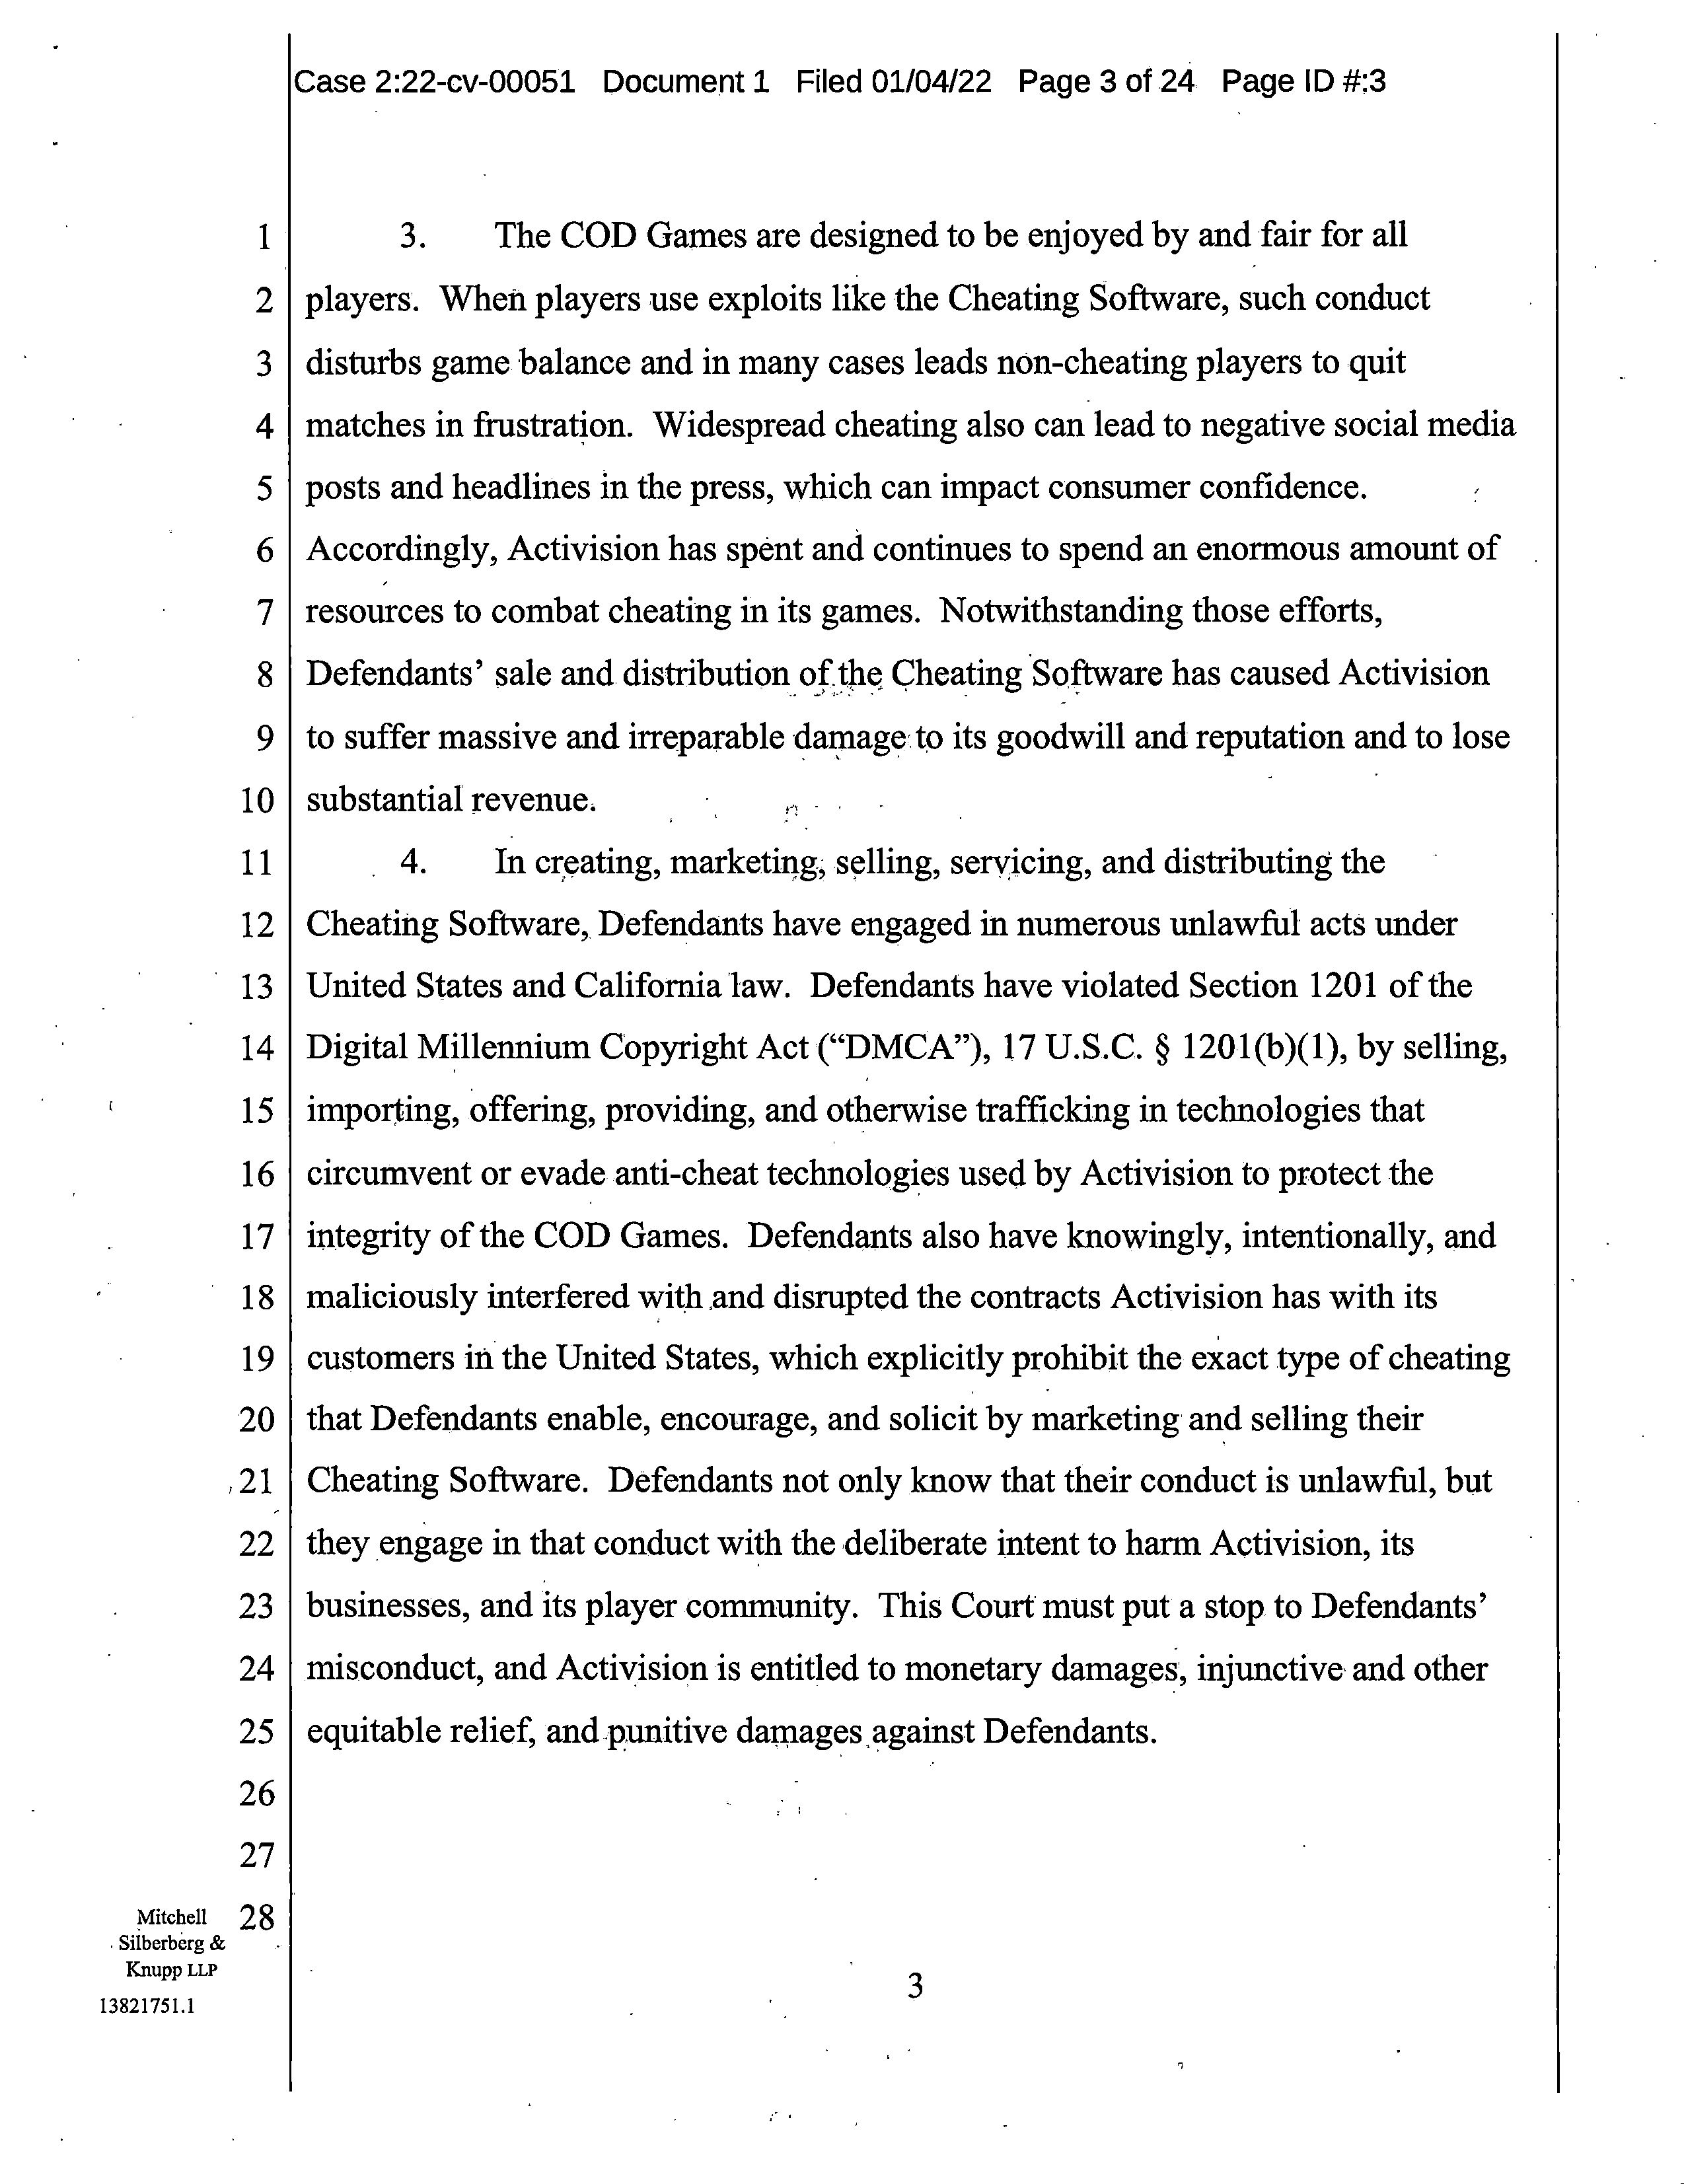 Case 2:22-cv-00051 Document 1 Filed 01/04/22 Page 3 of 24 Page ID #:3
1 3. The COD Games are designed to be enjoyed by and fair for all
2 players. When players use exploits like the Cheating Software, such conduct
3 disturbs game balance and in many cases leads non-cheating players to quit
4 matches in frustration. Widespread cheating also can lead to negative social media
5 posts and headlines in the press, which can impact consumer confidence.
6 Accordingly, Activision has spent and continues to spend an enormous amount of
7 resources to combat cheating in its games. Notwithstanding those efforts,
8 Defendants’ sale and distribution of the Cheating Software has caused Activision
9 to suffer massive and irreparable damage to its goodwill and reputation and to lose
10 substantial revenue.
11 4. In creating, marketing, selling, servicing, and distributing the
12 Cheating Software, Defendants have engaged in numerous unlawful acts under
13 United States and California law. Defendants have violated Section 1201 of the
14 Digital Millennium Copyright Act (“DMCA”), 17 U.S.C. § 1201(b)(1), by selling,
15 importing, offering, providing, and otherwise trafficking in technologies that
16 circumvent or evade anti-cheat technologies used by Activision to protect the
17 integrity of the COD Games. Defendants also have knowingly, intentionally, and
18 maliciously interfered with and disrupted the contracts Activision has with its
19 customers in the United States, which explicitly prohibit the exact type of cheating
20 that Defendants enable, encourage, and solicit by marketing and selling their
21 Cheating Software. Defendants not only know that their conduct is unlawful, but
22 they engage in that conduct with the deliberate intent to harm Activision, its
23 businesses, and its player community. This Court must put a stop to Defendants’
24 misconduct, and Activision is entitled to monetary damages, injunctive and other
25 equitable relief, and punitive damages against Defendants.
26
27
28
Mitchell
Silberberg &
Knupp LLP
13821751.1
3